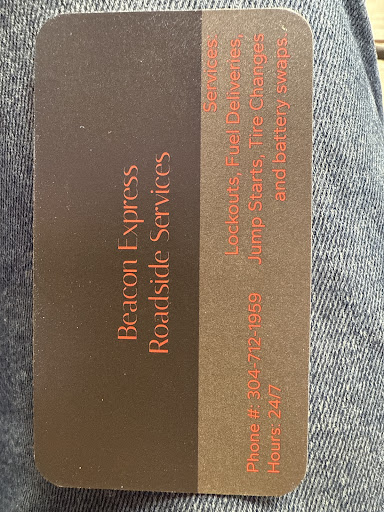 Beacon Express
Roadside Services
Services:
Lockouts, Fuel Deliveries,
Jump Starts, Tire Changes
and battery swaps.
Phone #: 304-712-1959
Hours: 24/7